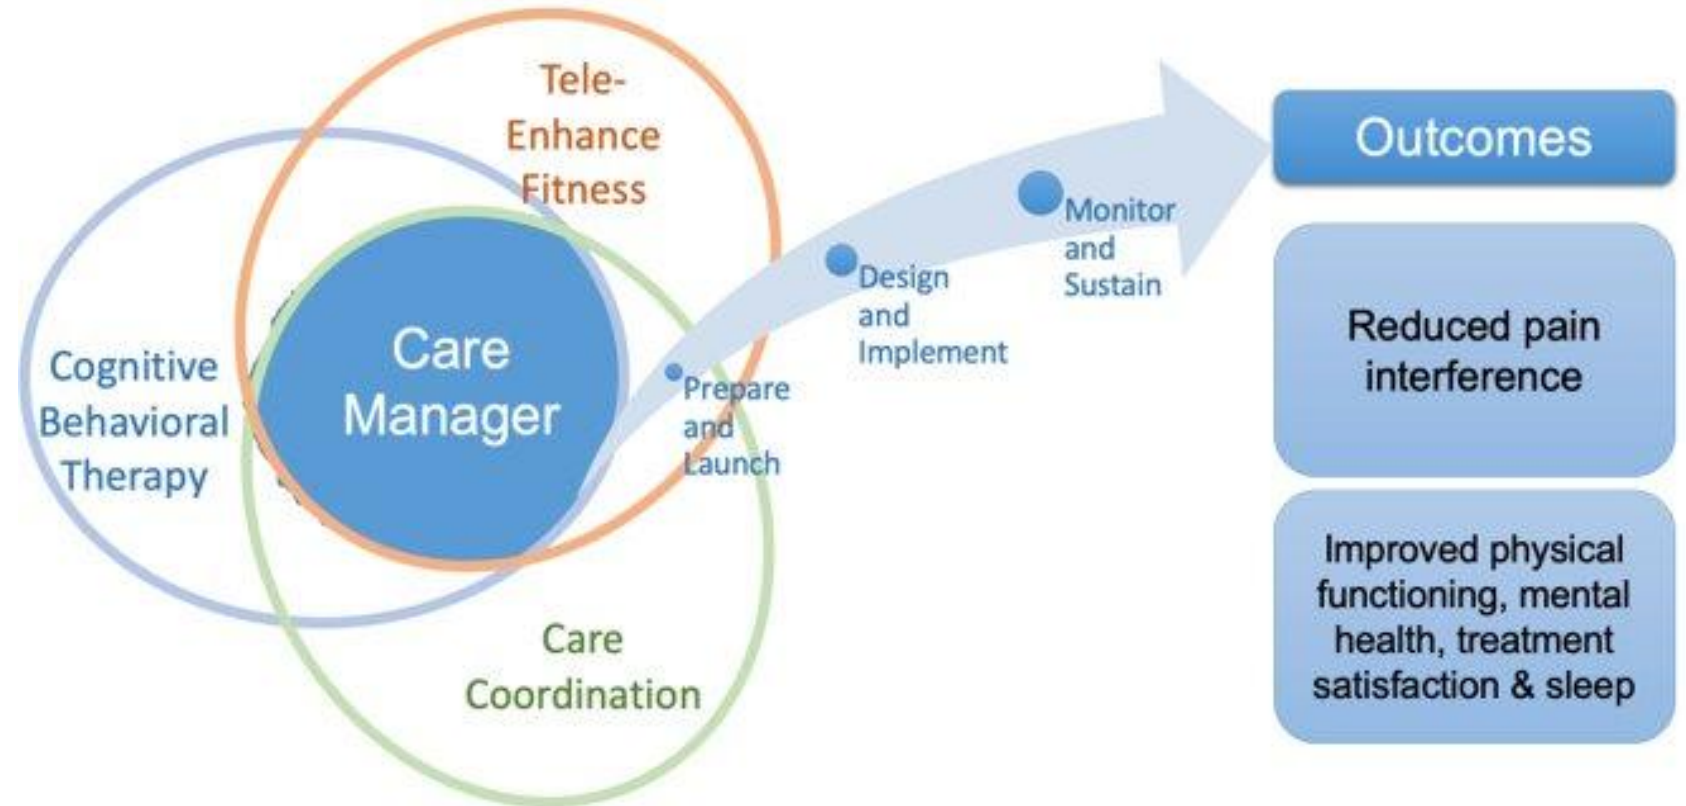 Tele-
Enhance
Fitness
Cognitive
Behavioral
Therapy
Care
Manager
Care
Coordination
Prepare
and
Launch
Design
and
Implement
Monitor
and
Sustain
Outcomes
Reduced pain
interference
Improved physical
functioning, mental
health, treatment
satisfaction & sleep